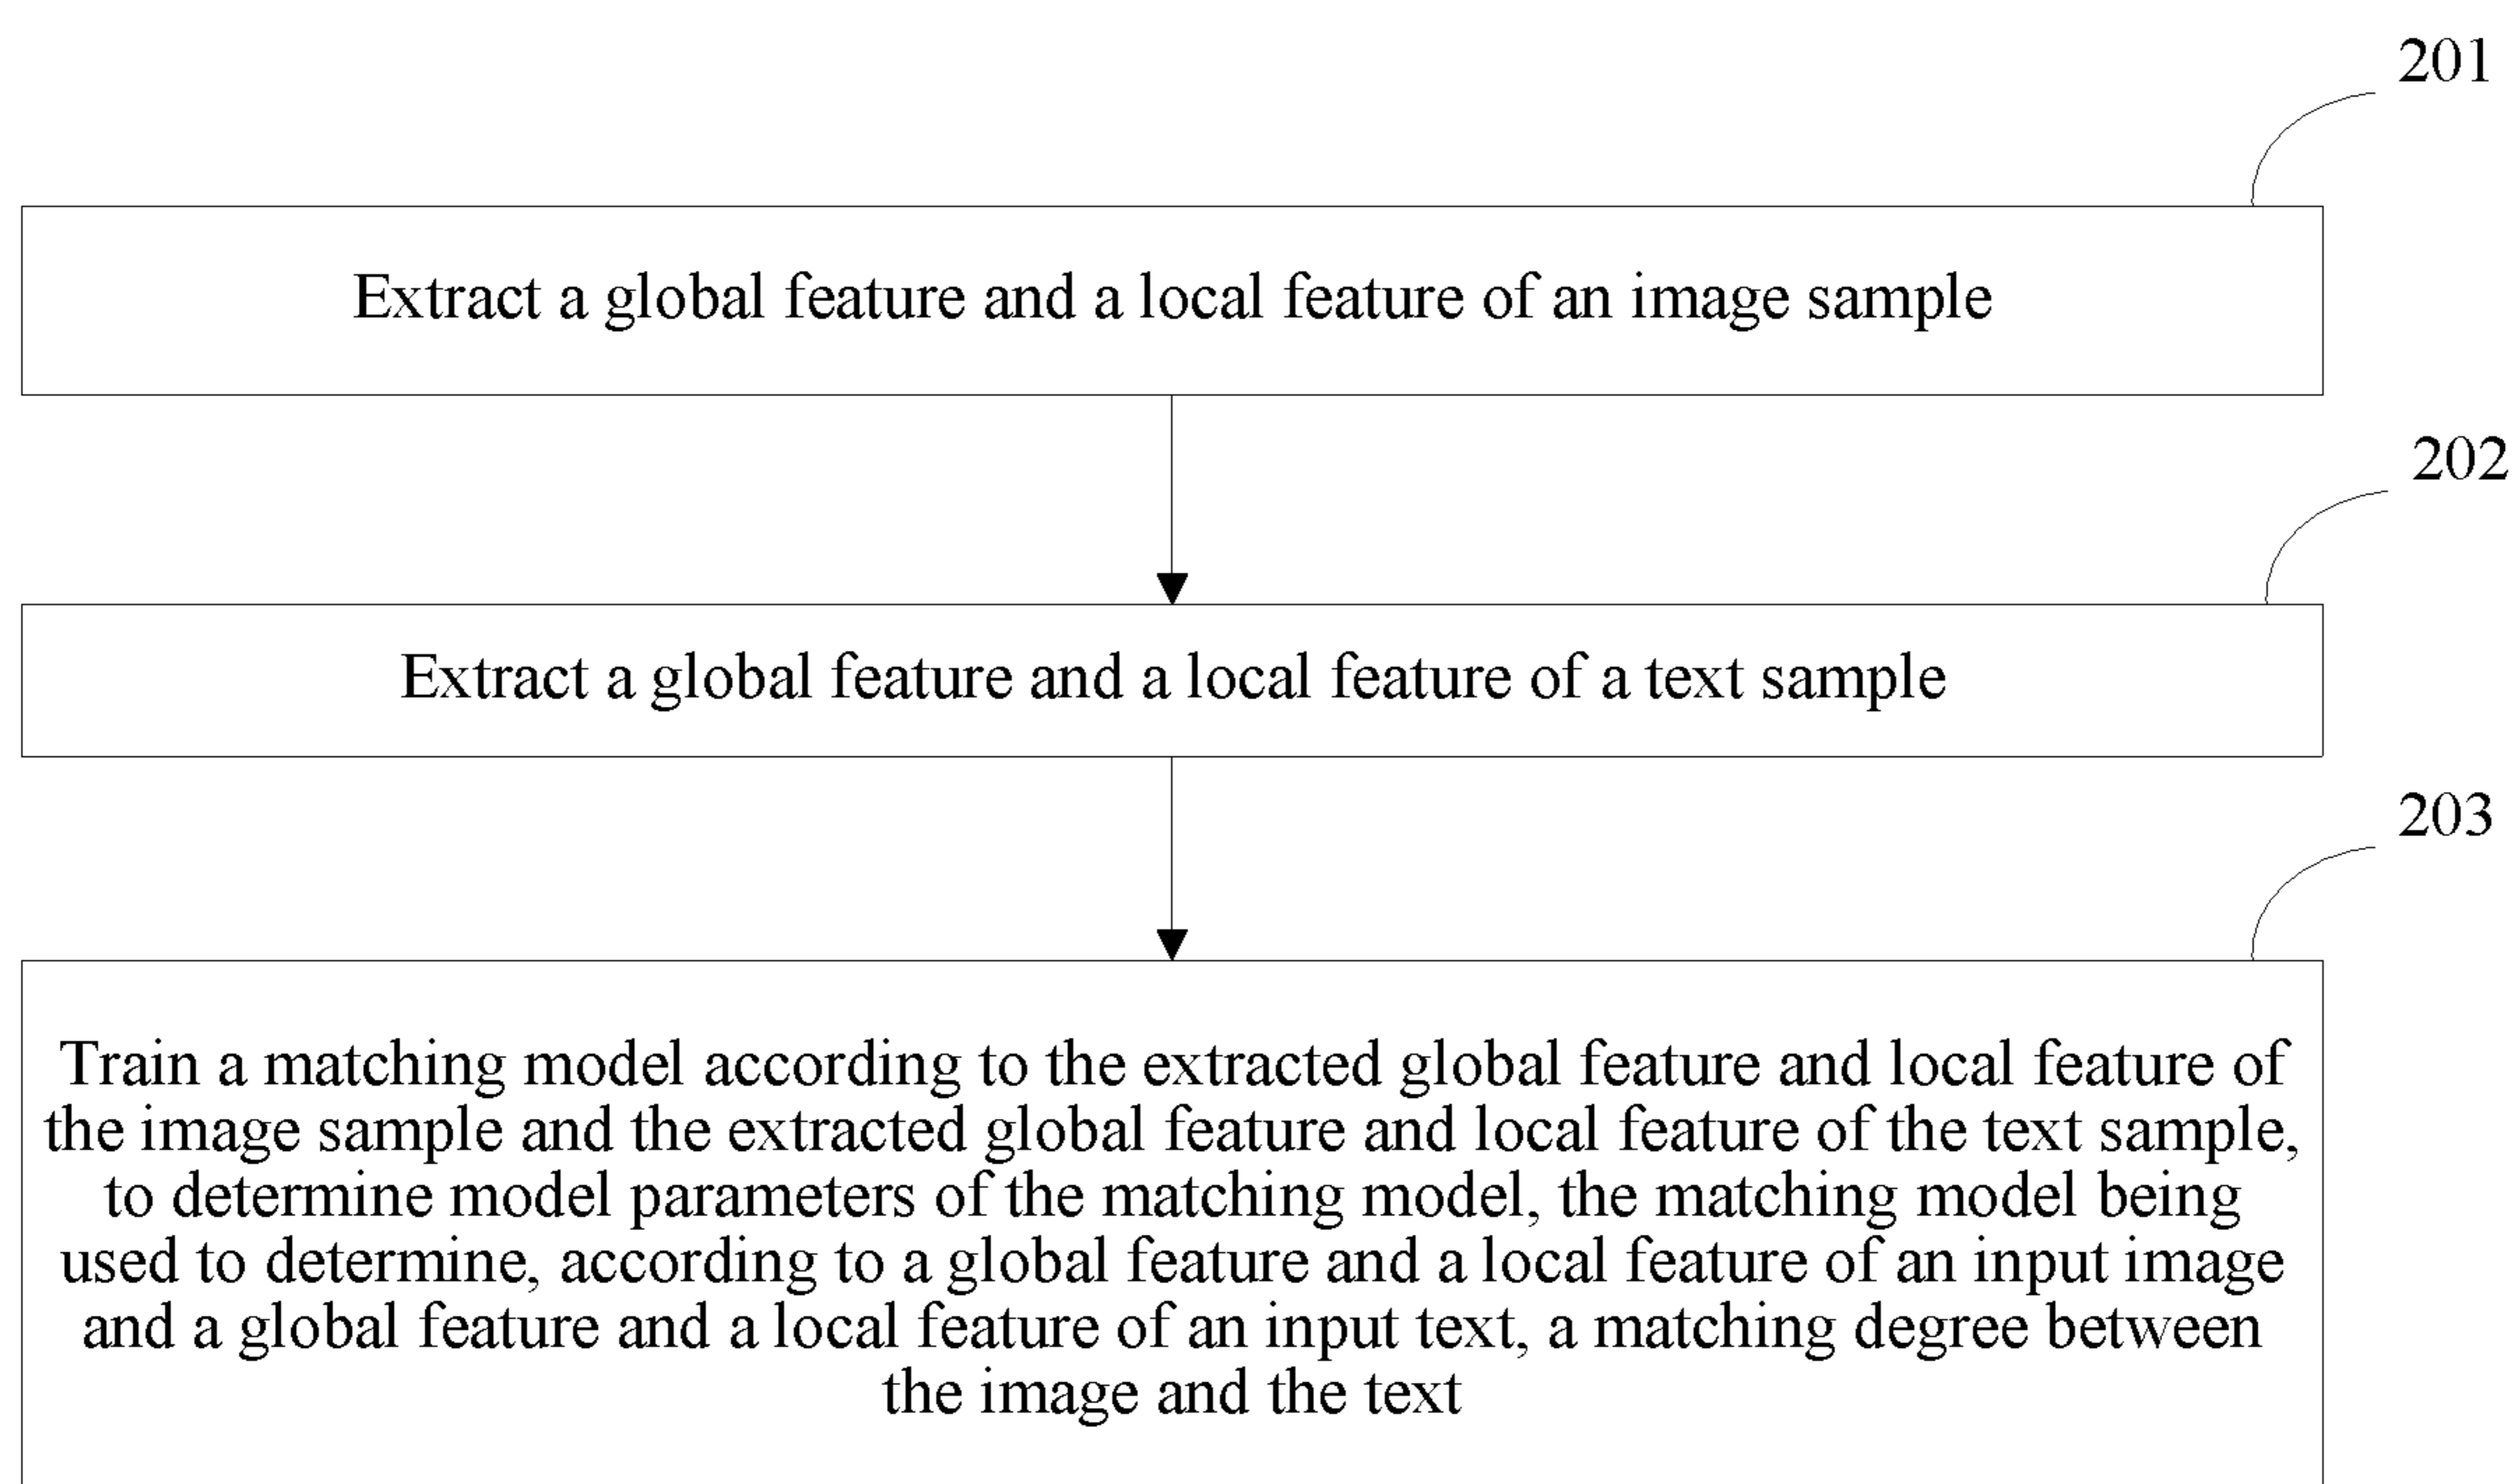 201
Extract a global feature and a local feature of an image sample
202
Extract a global feature and a local feature of a text sample
203
Train a matching model according to the extracted global feature and local feature of
the image sample and the extracted global feature and local feature of the text sample,
to determine model parameters of the matching model, the matching model being
used to determine, according to a global feature and a local feature of an input image
and a global feature and a local feature of an input text, a matching degree between
the image and the text